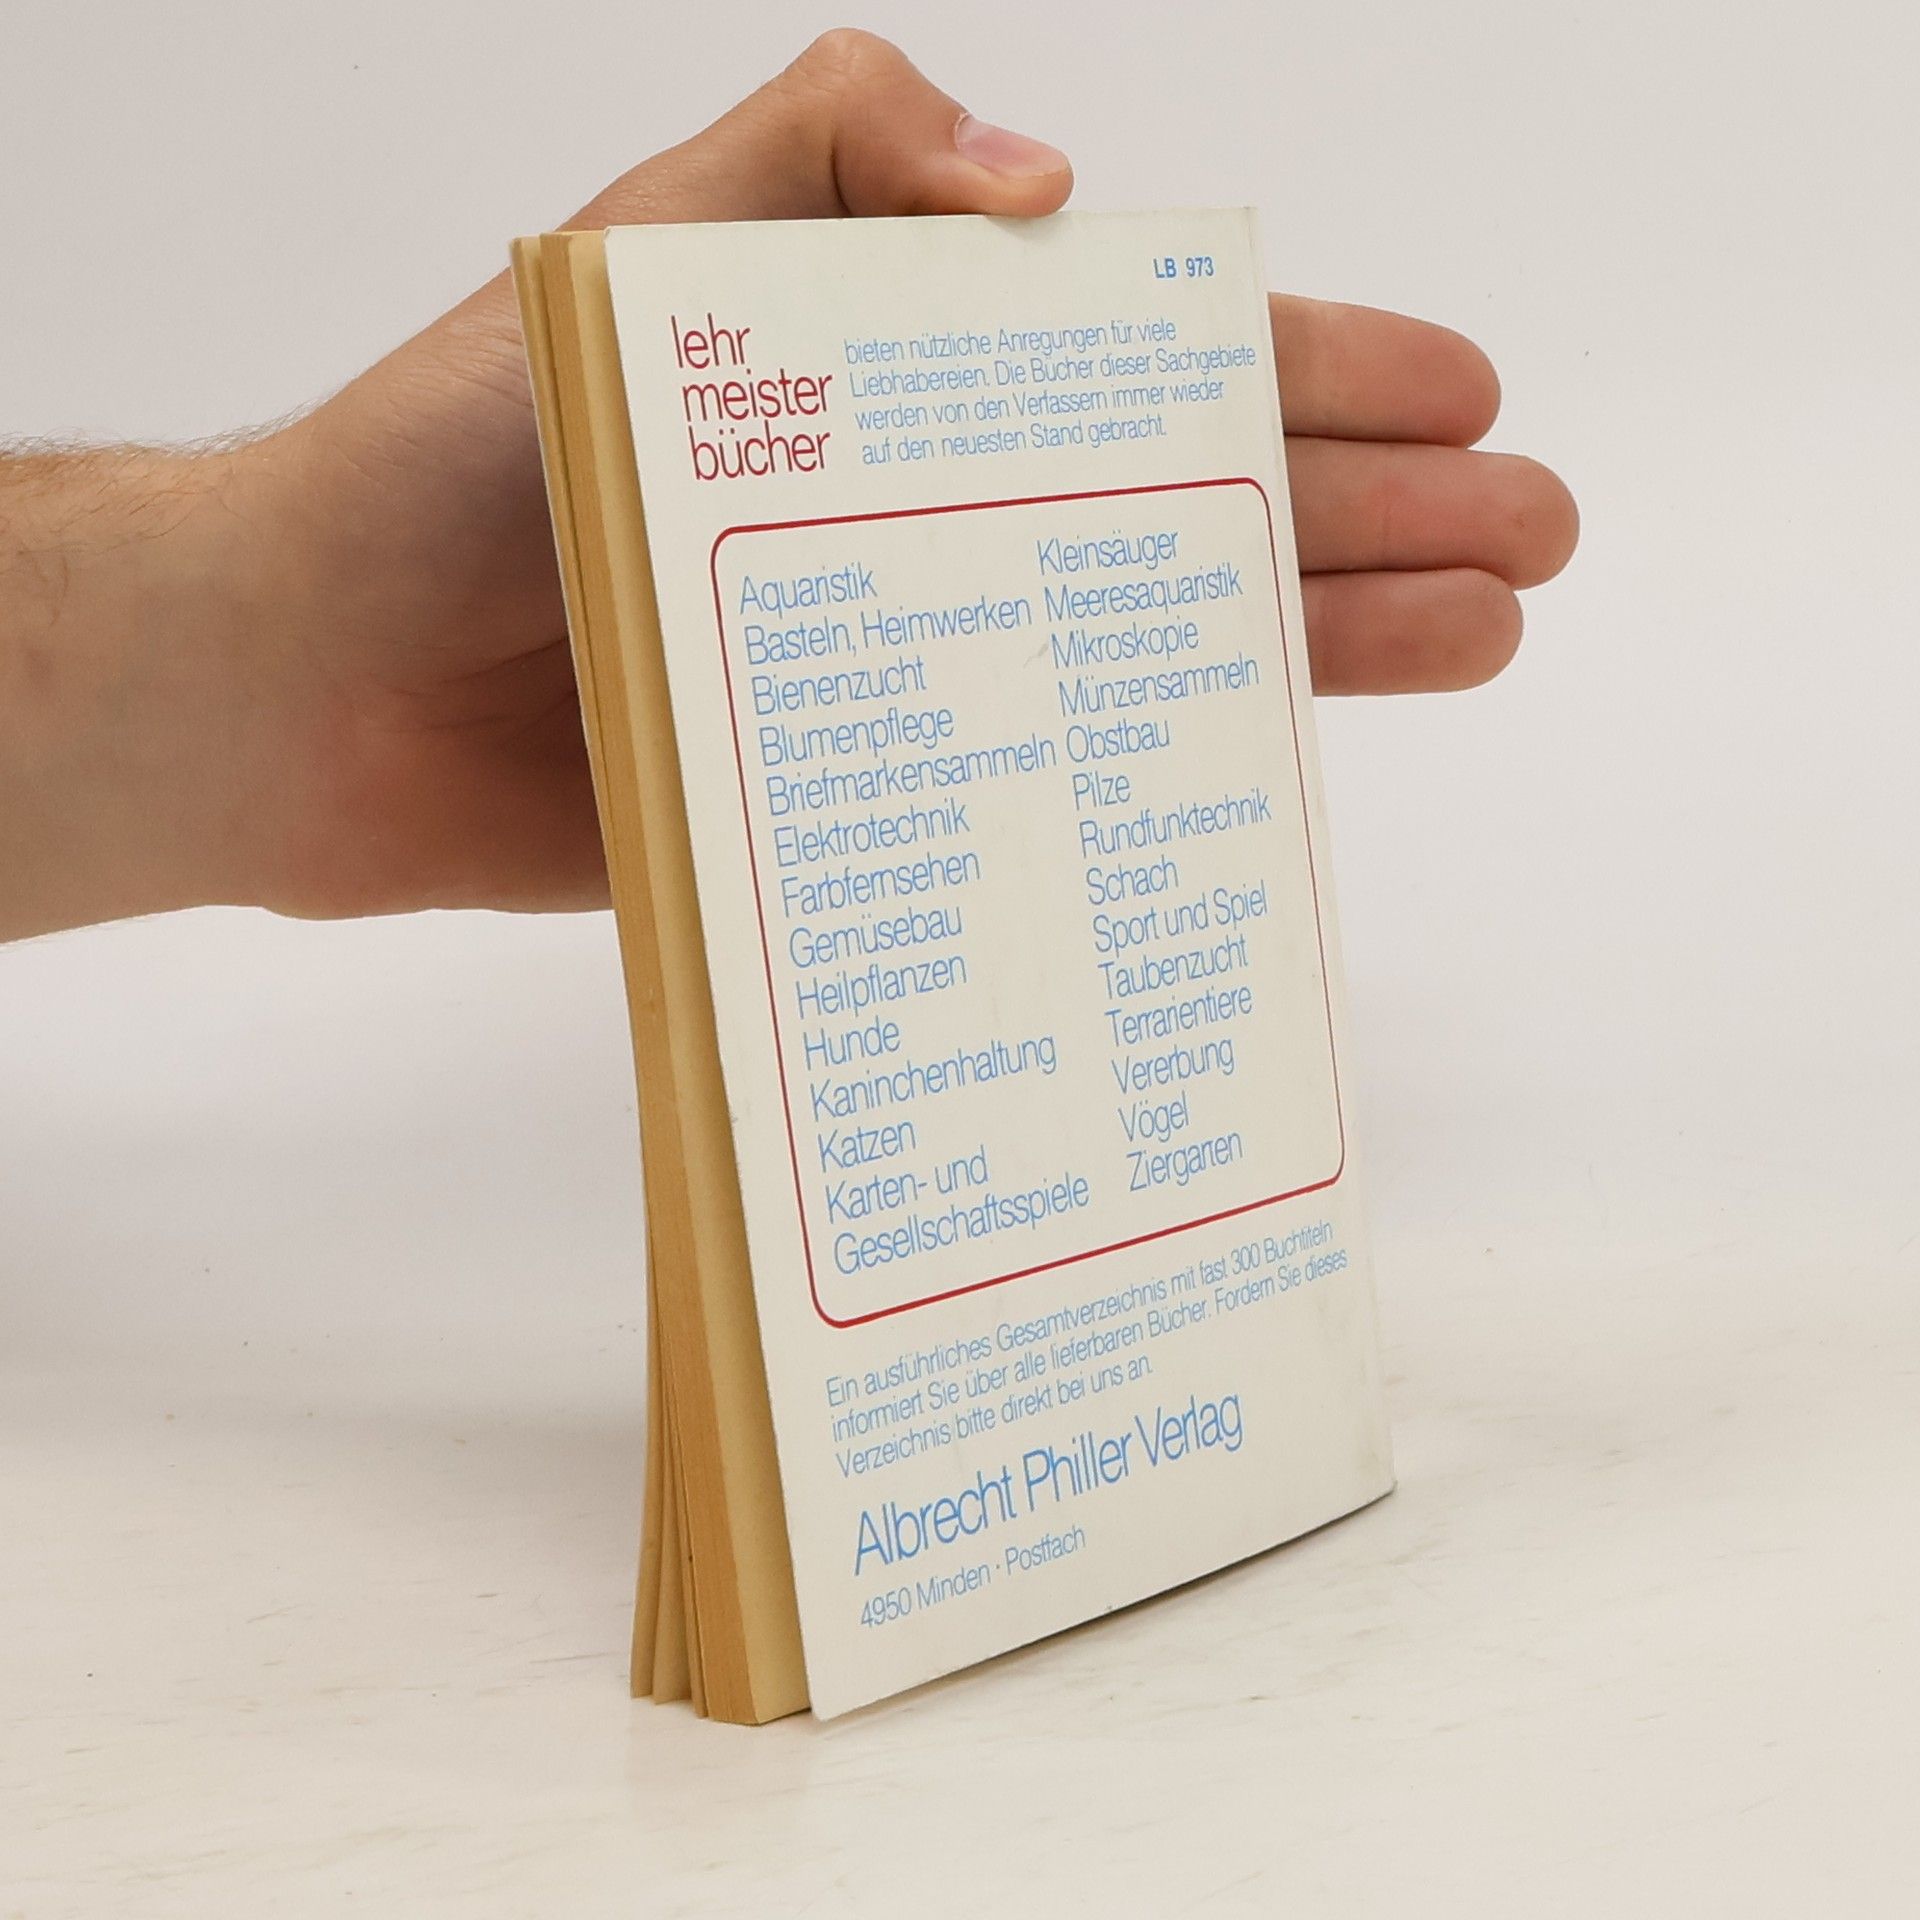 LB 973
lehr
meister
bücher
bieten nützliche Anregungen für viele
Liebhabereien. Die Bücher dieser Sachgebiete
werden von den Verfassern immer wieder
auf den neuesten Stand gebracht.
Aquaristik
Basteln, Heimwerken
Bienenzucht
Blumenpflege
Briefmarkensammeln
Elektrotechnik
Farbfernsehen
Gemüsebau
Heilpflanzen
Hunde
Kaninchenhaltung
Katzen
Karten- und
Gesellschaftsspiele
Kleinsäuger
Meeresaquaristik
Mikroskopie
Münzensammeln
Obstbau
Pilze
Rundfunktechnik
Schach
Sport und Spiel
Taubenzucht
Terrarientiere
Vererbung
Vögel
Ziergarten
Ein ausführliches Gesamtverzeichnis mit fast 300 Buchtiteln
informiert Sie über alle lieferbaren Bücher. Fordern Sie dieses
Verzeichnis bitte direkt bei uns an.
Albrecht Philler Verlag
4950 Minden · Postfach